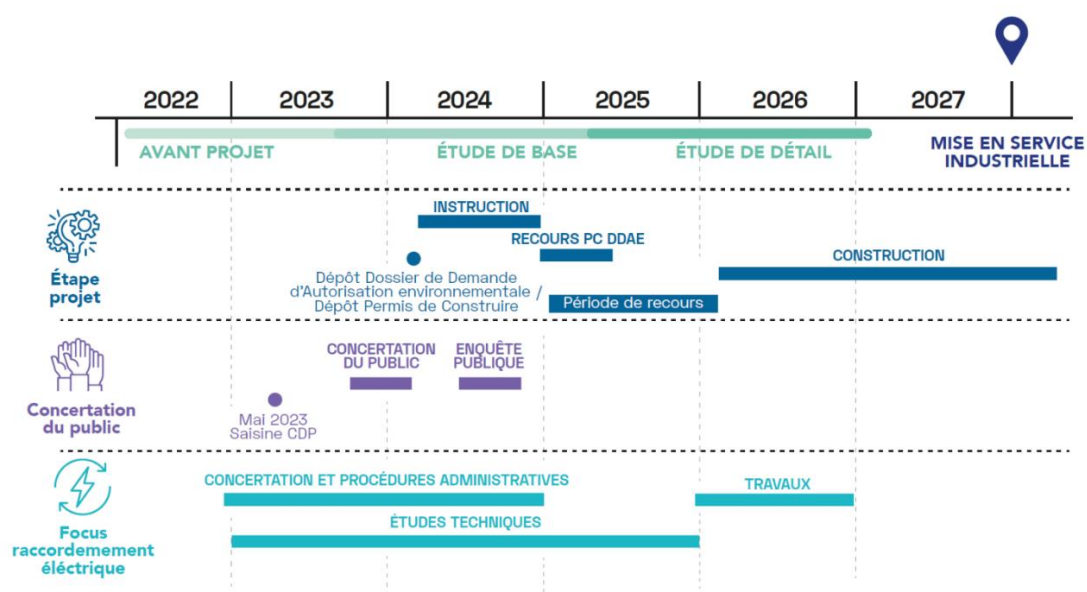 2022
2023
2024
2025
2026
2027
AVANT PROJET
ÉTUDE DE BASE
ÉTUDE DE DÉTAIL
MISE EN SERVICE
INDUSTRIELLE
Étape
projet
INSTRUCTION
RECOURS PC DDAE
CONSTRUCTION
Dépôt Dossier de Demande
d'Autorisation environnementale /
Dépôt Permis de Construire
Période de recours
Concertation
du public
CONCERTATION
DU PUBLIC
ENQUÊTE
PUBLIQUE
Mai 2023
Saisine CDP
Focus
raccordemement
éléctrique
CONCERTATION ET PROCÉDURES ADMINISTRATIVES
TRAVAUX
ÉTUDES TECHNIQUES